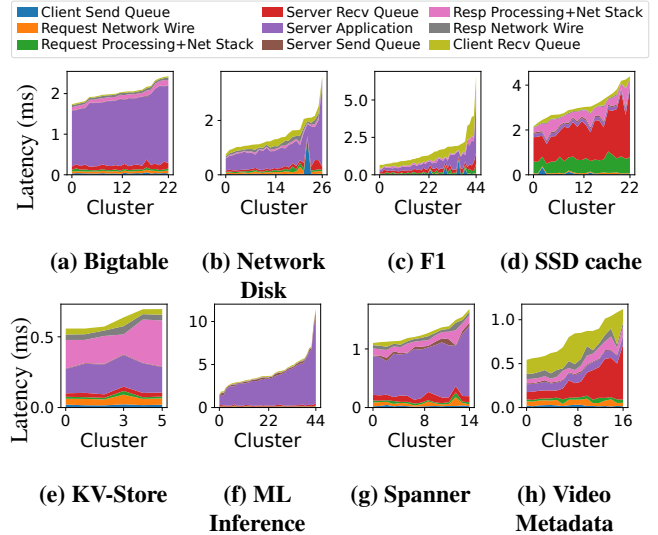 Client Send Queue Server Recv Queue Resp Processing+Net Stack
Request Network Wire Server Application Resp Network Wire
Request Processing+Net Stack Server Send Queue Client Recv Queue
Latency (ms)
2
1
0
0 12 22
Cluster
(a) Bigtable
2
0
0 14 26
Cluster
(b) Network
Disk
5.0
2.5
0.0
0 22 44
Cluster
(c) F1
4
2
0
0 12 22
Cluster
(d) SSD cache
Latency (ms)
0.5
0.0
0 3 5
Cluster
(e) KV-Store
10
5
0
0 22 44
Cluster
(f) ML
Inference
1
0
0 8 14
Cluster
(g) Spanner
1.0
0.5
0.0
0 8 16
Cluster
(h) Video
Metadata